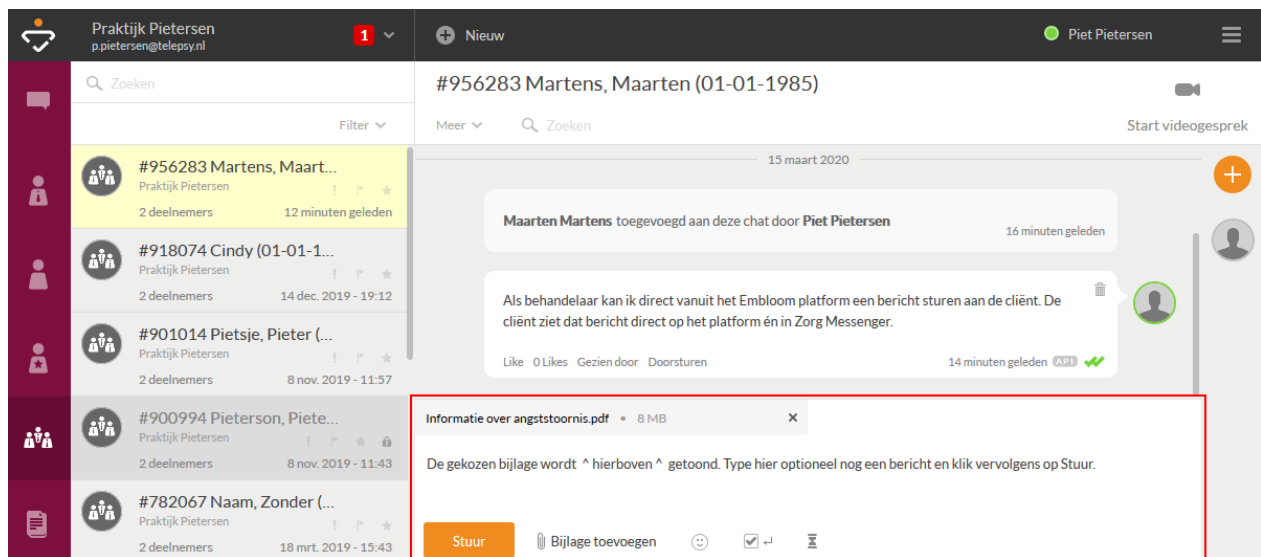 Praktijk Pietersen
p.pietersen@telepsy.nl
1
Nieuw
Piet Pietersen
Zoeken
Filter
#956283 Martens, Maart...
Praktijk Pietersen
2 deelnemers 12 minuten geleden
#918074 Cindy (01-01-1...
Praktijk Pietersen
2 deelnemers 14 dec. 2019 - 19:12
#901014 Pietsje, Pieter (...
Praktijk Pietersen
2 deelnemers 8 nov. 2019 - 11:57
#900994 Pieterson, Piete...
Praktijk Pietersen
2 deelnemers 8 nov. 2019 - 11:43
#782067 Naam, Zonder (...
Praktijk Pietersen
2 deelnemers 18 mrt. 2019 - 15:43
#956283 Martens, Maarten (01-01-1985)
Meer Zoeken Start videogesprek
15 maart 2020
Maarten Martens toegevoegd aan deze chat door Piet Pietersen
16 minuten geleden
Als behandelaar kan ik direct vanuit het Embloom platform een bericht sturen aan de cliënt. De
cliënt ziet dat bericht direct op het platform én in Zorg Messenger.
Like 0 Likes Gezien door Doorsturen 14 minuten geleden API
Informatie over angststoornis.pdf • 8 MB ×
De gekozen bijlage wordt ^ hierboven ^ getoond. Type hier optioneel nog een bericht en klik vervolgens op Stuur.
Stuur Bijlage toevoegen